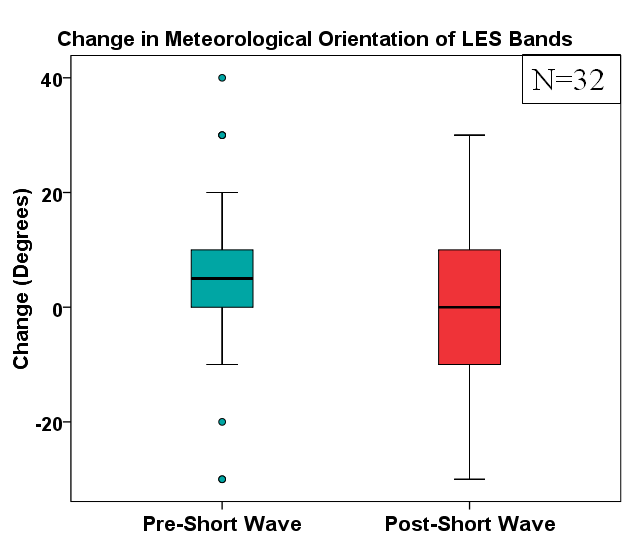 Change in Meteorological Orientation of LES Bands
N=32
Change (Degrees)
40
20
0
-20
Pre-Short Wave
Post-Short Wave